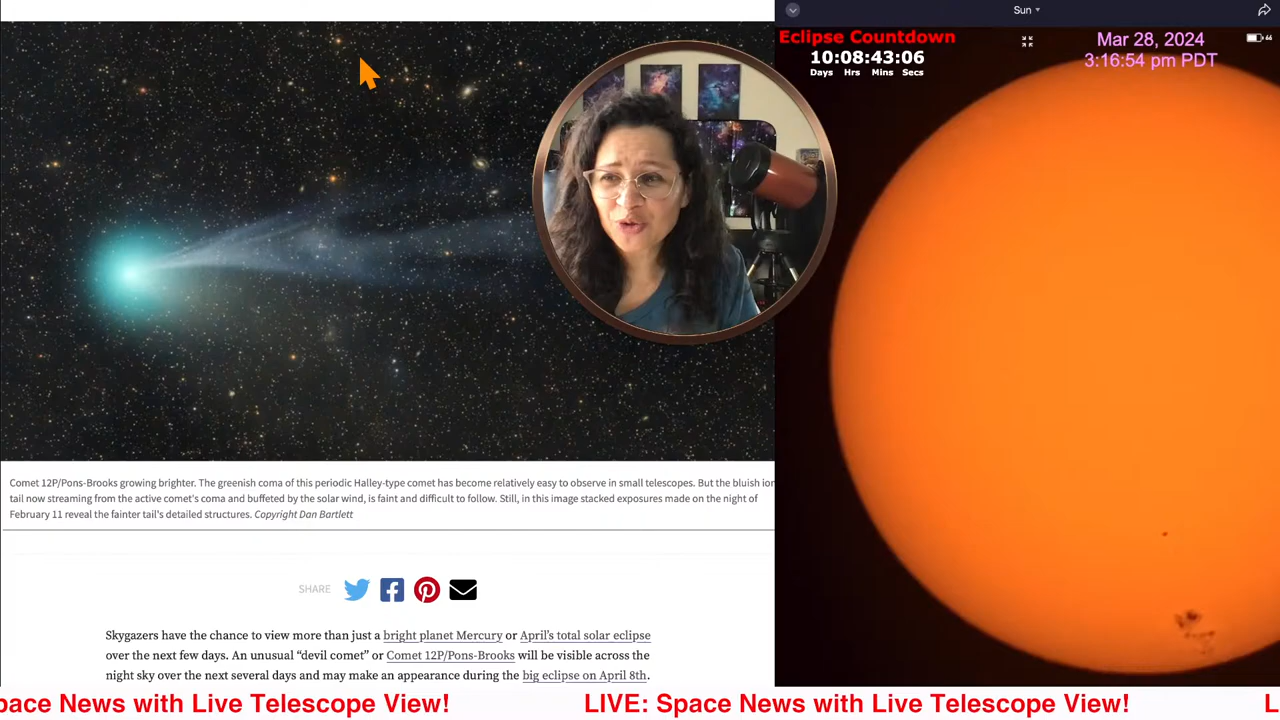 Sun
Eclipse Countdown
10:08:43:06
Days Hrs Mins Secs
Mar 28, 2024
3:16:54 pm PDT
66
Comet 12P/Pons-Brooks growing brighter. The greenish coma of this periodic Halley-type comet has become relatively easy to observe in small telescopes. But the bluish ion
tail now streaming from the active comet's coma and buffeted by the solar wind, is faint and difficult to follow. Still, in this image stacked exposures made on the night of
February 11 reveal the fainter tail's detailed structures. Copyright Dan Bartlett
SHARE
Skygazers have the chance to view more than just a bright planet Mercury or April's total solar eclipse
over the next few days. An unusual “devil comet” or Comet 12P/Pons-Brooks will be visible across the
night sky over the next several days and may make an appearance during the big eclipse on April 8th.
pace News with Live Telescope View! LIVE: Space News with Live Telescope View! L